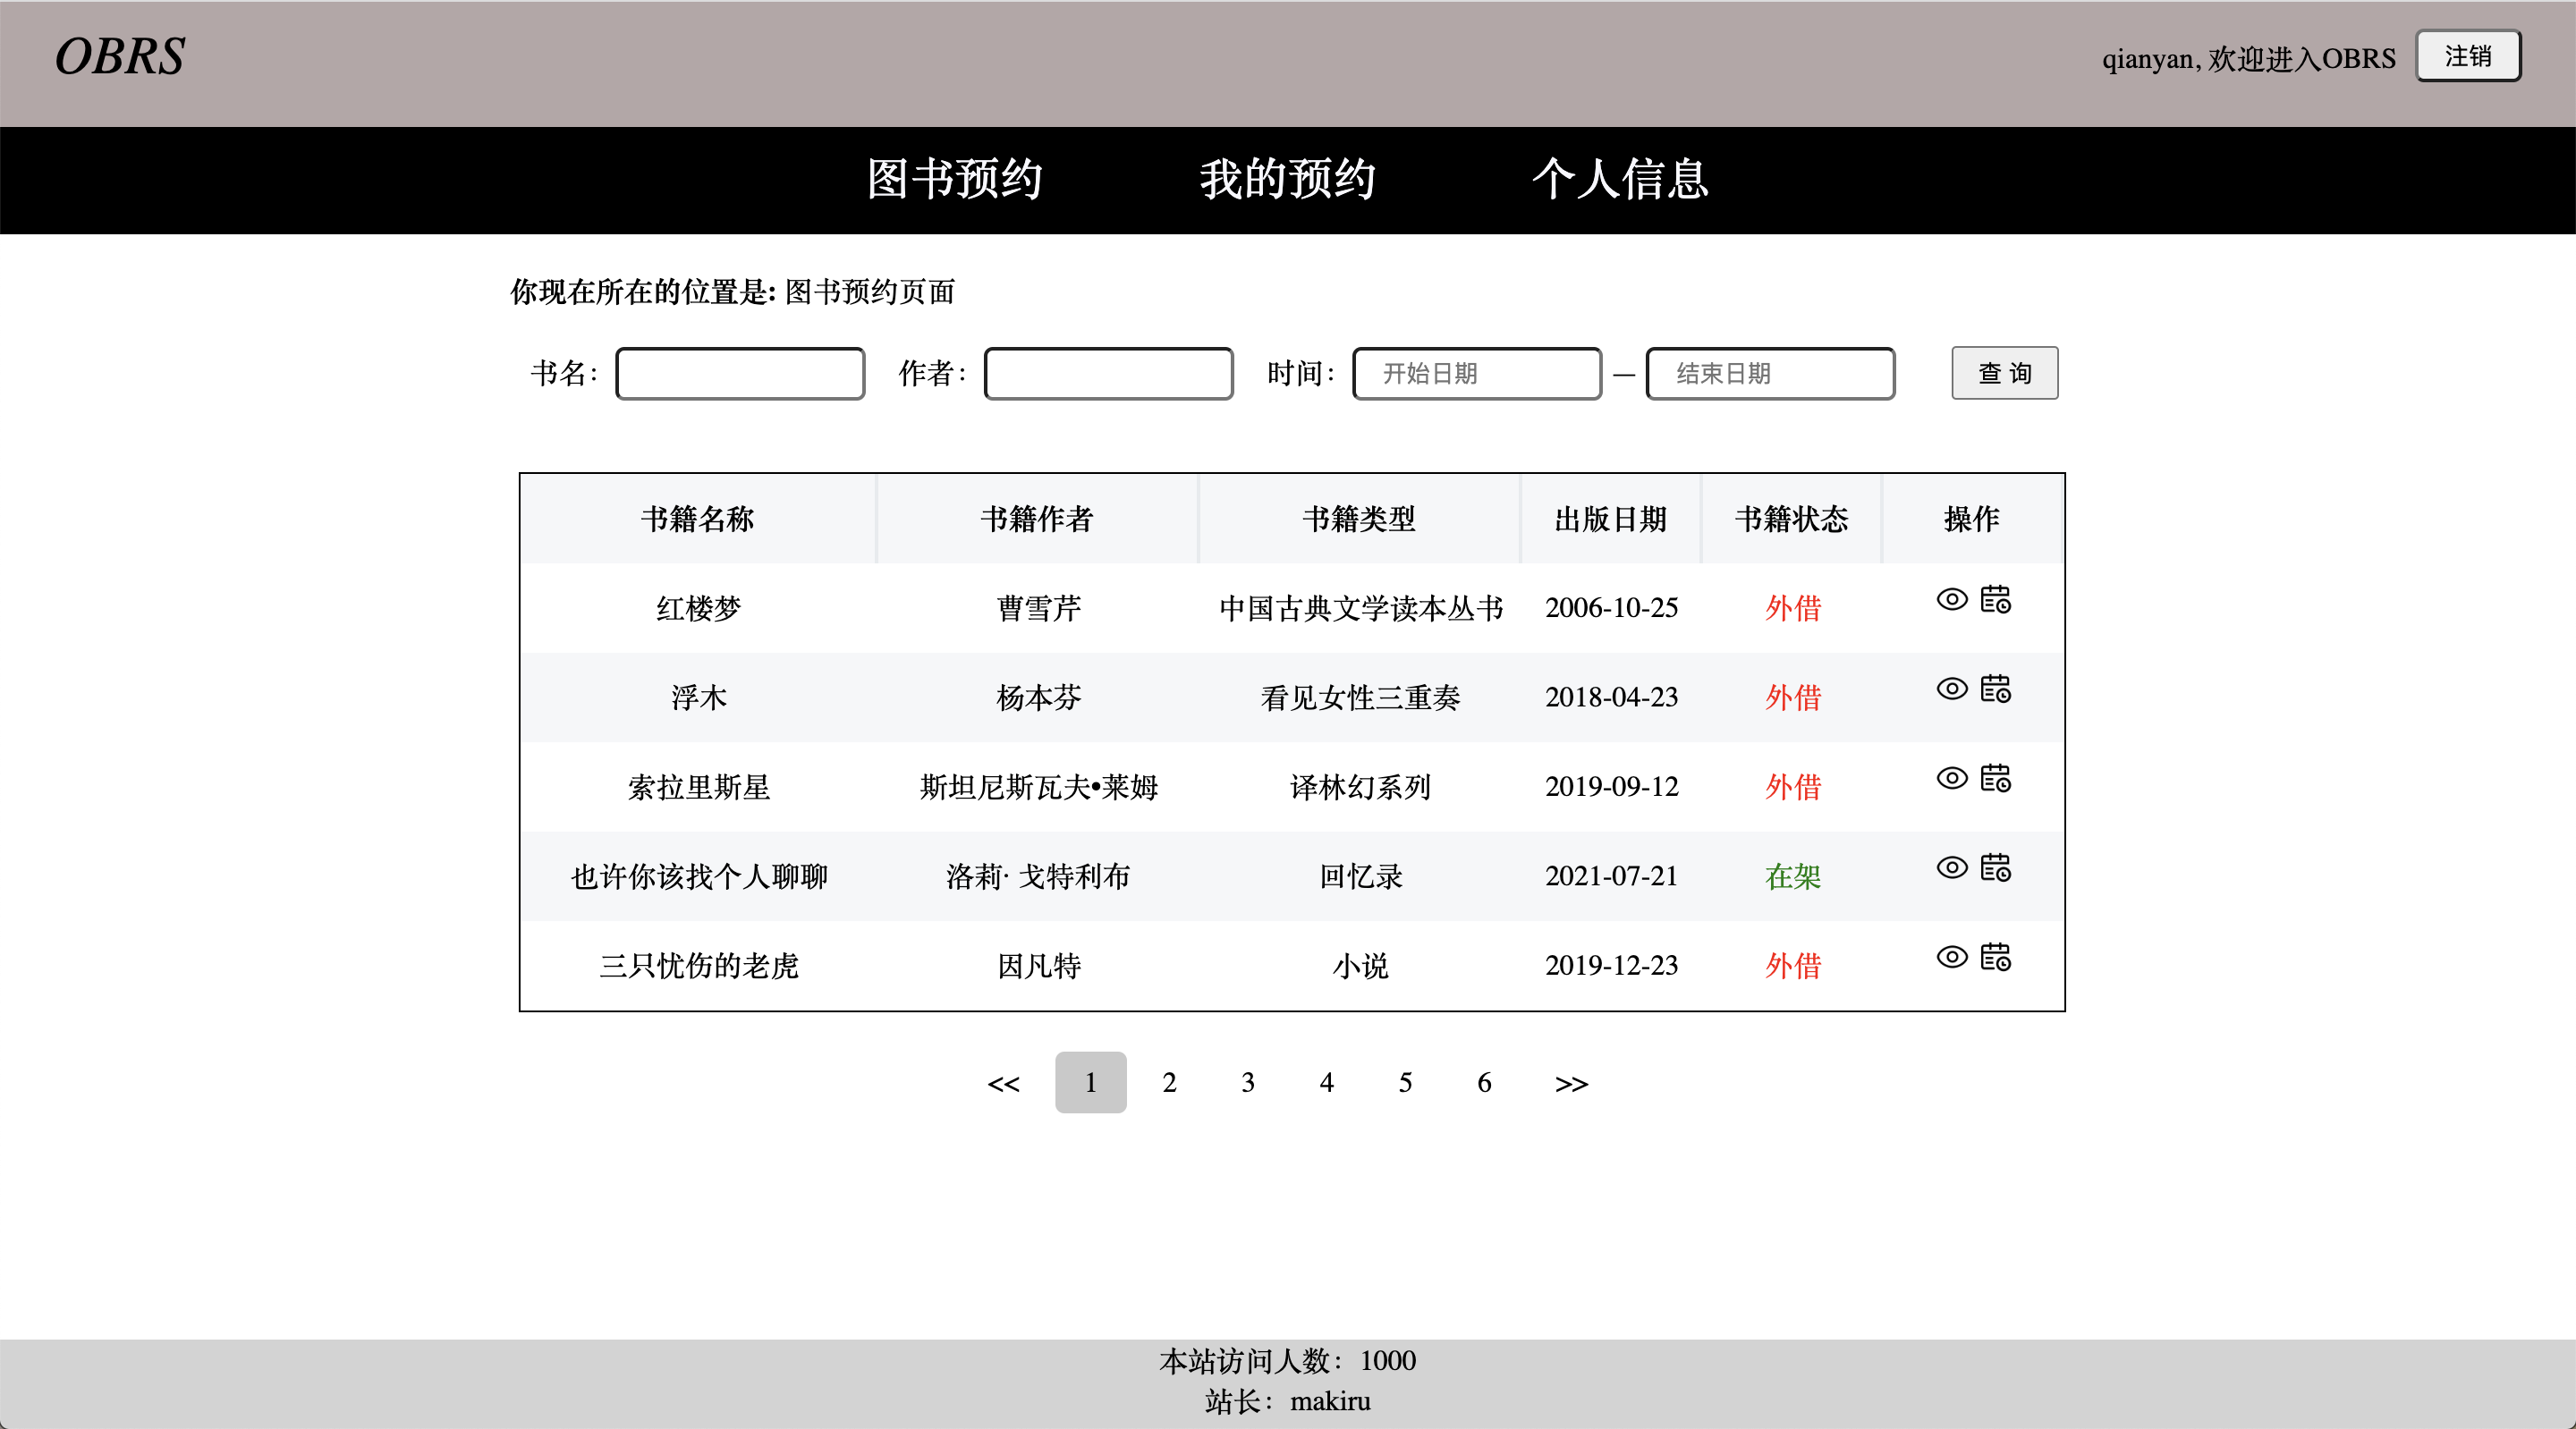 OBRS
qianyan, 欢迎进入OBRS 注销
图书预约 我的预约 个人信息
你现在所在的位置是: 图书预约页面
书名： 作者： 时间： 开始日期 — 结束日期 查 询
书籍名称 书籍作者 书籍类型 出版日期 书籍状态 操作
红楼梦 曹雪芹 中国古典文学读本丛书 2006-10-25 外借
浮木 杨本芬 看见女性三重奏 2018-04-23 外借
索拉里斯星 斯坦尼斯瓦夫•莱姆 译林幻系列 2019-09-12 外借
也许你该找个人聊聊 洛莉· 戈特利布 回忆录 2021-07-21 在架
三只忧伤的老虎 因凡特 小说 2019-12-23 外借
<< 1 2 3 4 5 6 >>
本站访问人数：1000
站长：makiru